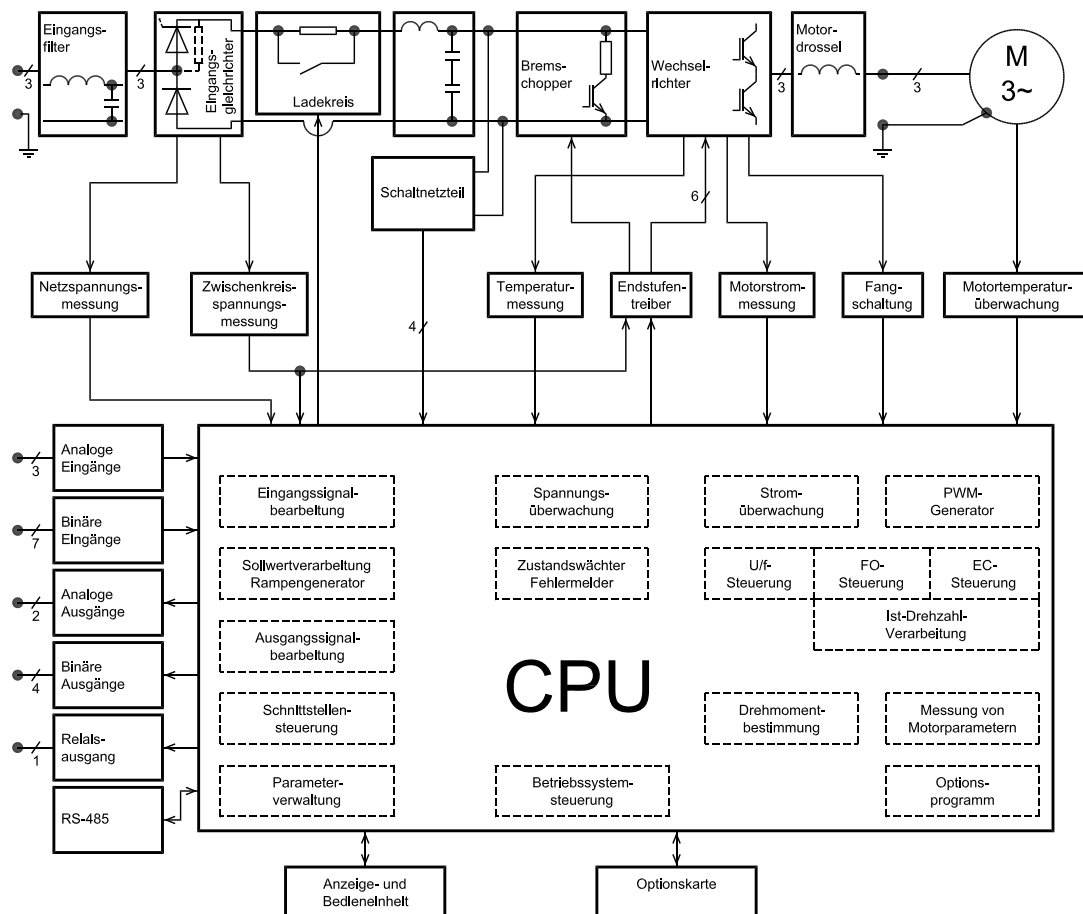 Eingangs-
filter
3
3
Eingangs
gleichrichter
Ladekreis
Brems-
chopper
Wechsel-
richter
3
Motor-
drossel
3
M
3~
Schaltnetzteil
6
Netzspannungs-
messung
Zwischenkreis
spannungs-
messung
4
Temperatur-
messung
Endstufen-
treiber
Motorstrom-
messung
Fang-
schaltung
Motortemperatur-
überwachung
Analoge
Eingänge
3
Binäre
EIngänge
7
Analoge
Ausgänge
2
Binäre
Ausgänge
4
Relais-
ausgang
1
RS-485
Eingangssignal-
bearbeitung
Spannungs-
überwachung
Strom-
überwachung
PWM-
Generator
Sollwertverarbeltung
Rampengenerator
Zustandswächter
Fehlermelder
U/f-
Steuerung
FO-
Steuerung
EC-
Steuerung
Ist-Drehzahl-
Verarbeitung
Ausgangssignal-
bearbeltung
CPU
Schnittstellen-
steuerung
Drehmoment-
bestimmung
Messung von
Motorparametern
Parameter-
verwaltung
Betriebssystem-
steuerung
Options-
programm
Anzeige- und
Bedieneinhelt
Optionskarte